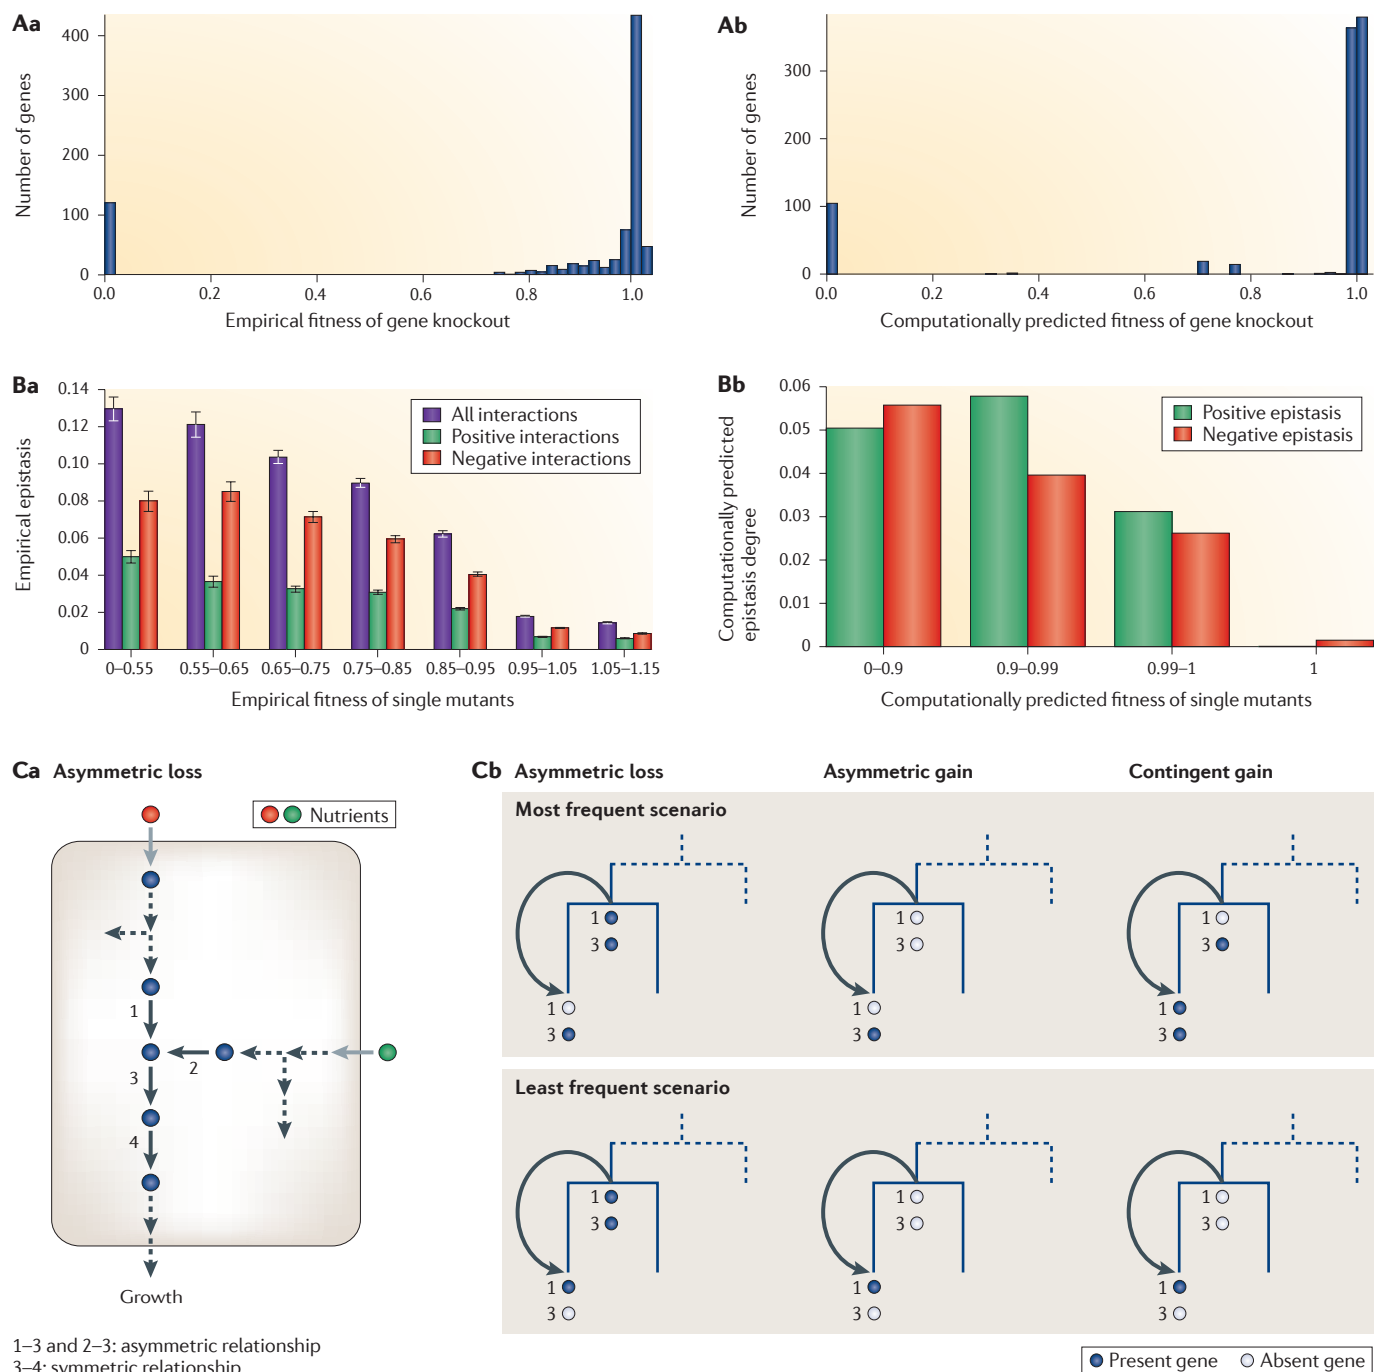 Aa
400
300
200
100
0
Number of genes
0.0 0.2 0.4 0.6 0.8 1.0
Empirical fitness of gene knockout
Ab
300
200
100
0
Number of genes
0.0 0.2 0.4 0.6 0.8 1.0
Computationally predicted fitness of gene knockout
Ba
0.14
0.12
0.10
0.08
0.06
0.04
0.02
0
Empirical epistasis
All interactions
Positive interactions
Negative interactions
0–0.55 0.55–0.65 0.65–0.75 0.75–0.85 0.85–0.95 0.95–1.05 1.05–1.15
Empirical fitness of single mutants
Bb
0.06
0.05
0.04
0.03
0.02
0.01
0
Computationally predicted
epistasis degree
Positive epistasis
Negative epistasis
0–0.9 0.9–0.99 0.99–1 1
Computationally predicted fitness of single mutants
Ca Asymmetric loss
Nutrients
1
2
3
4
Growth
1–3 and 2–3: asymmetric relationship
3–4: symmetric relationship
Cb Asymmetric loss Asymmetric gain Contingent gain
Most frequent scenario
1 1 1
3 3 3
1 1 1
3 3 3
Least frequent scenario
1 1 1
3 3 3
1 1 1
3 3 3
Present gene Absent gene